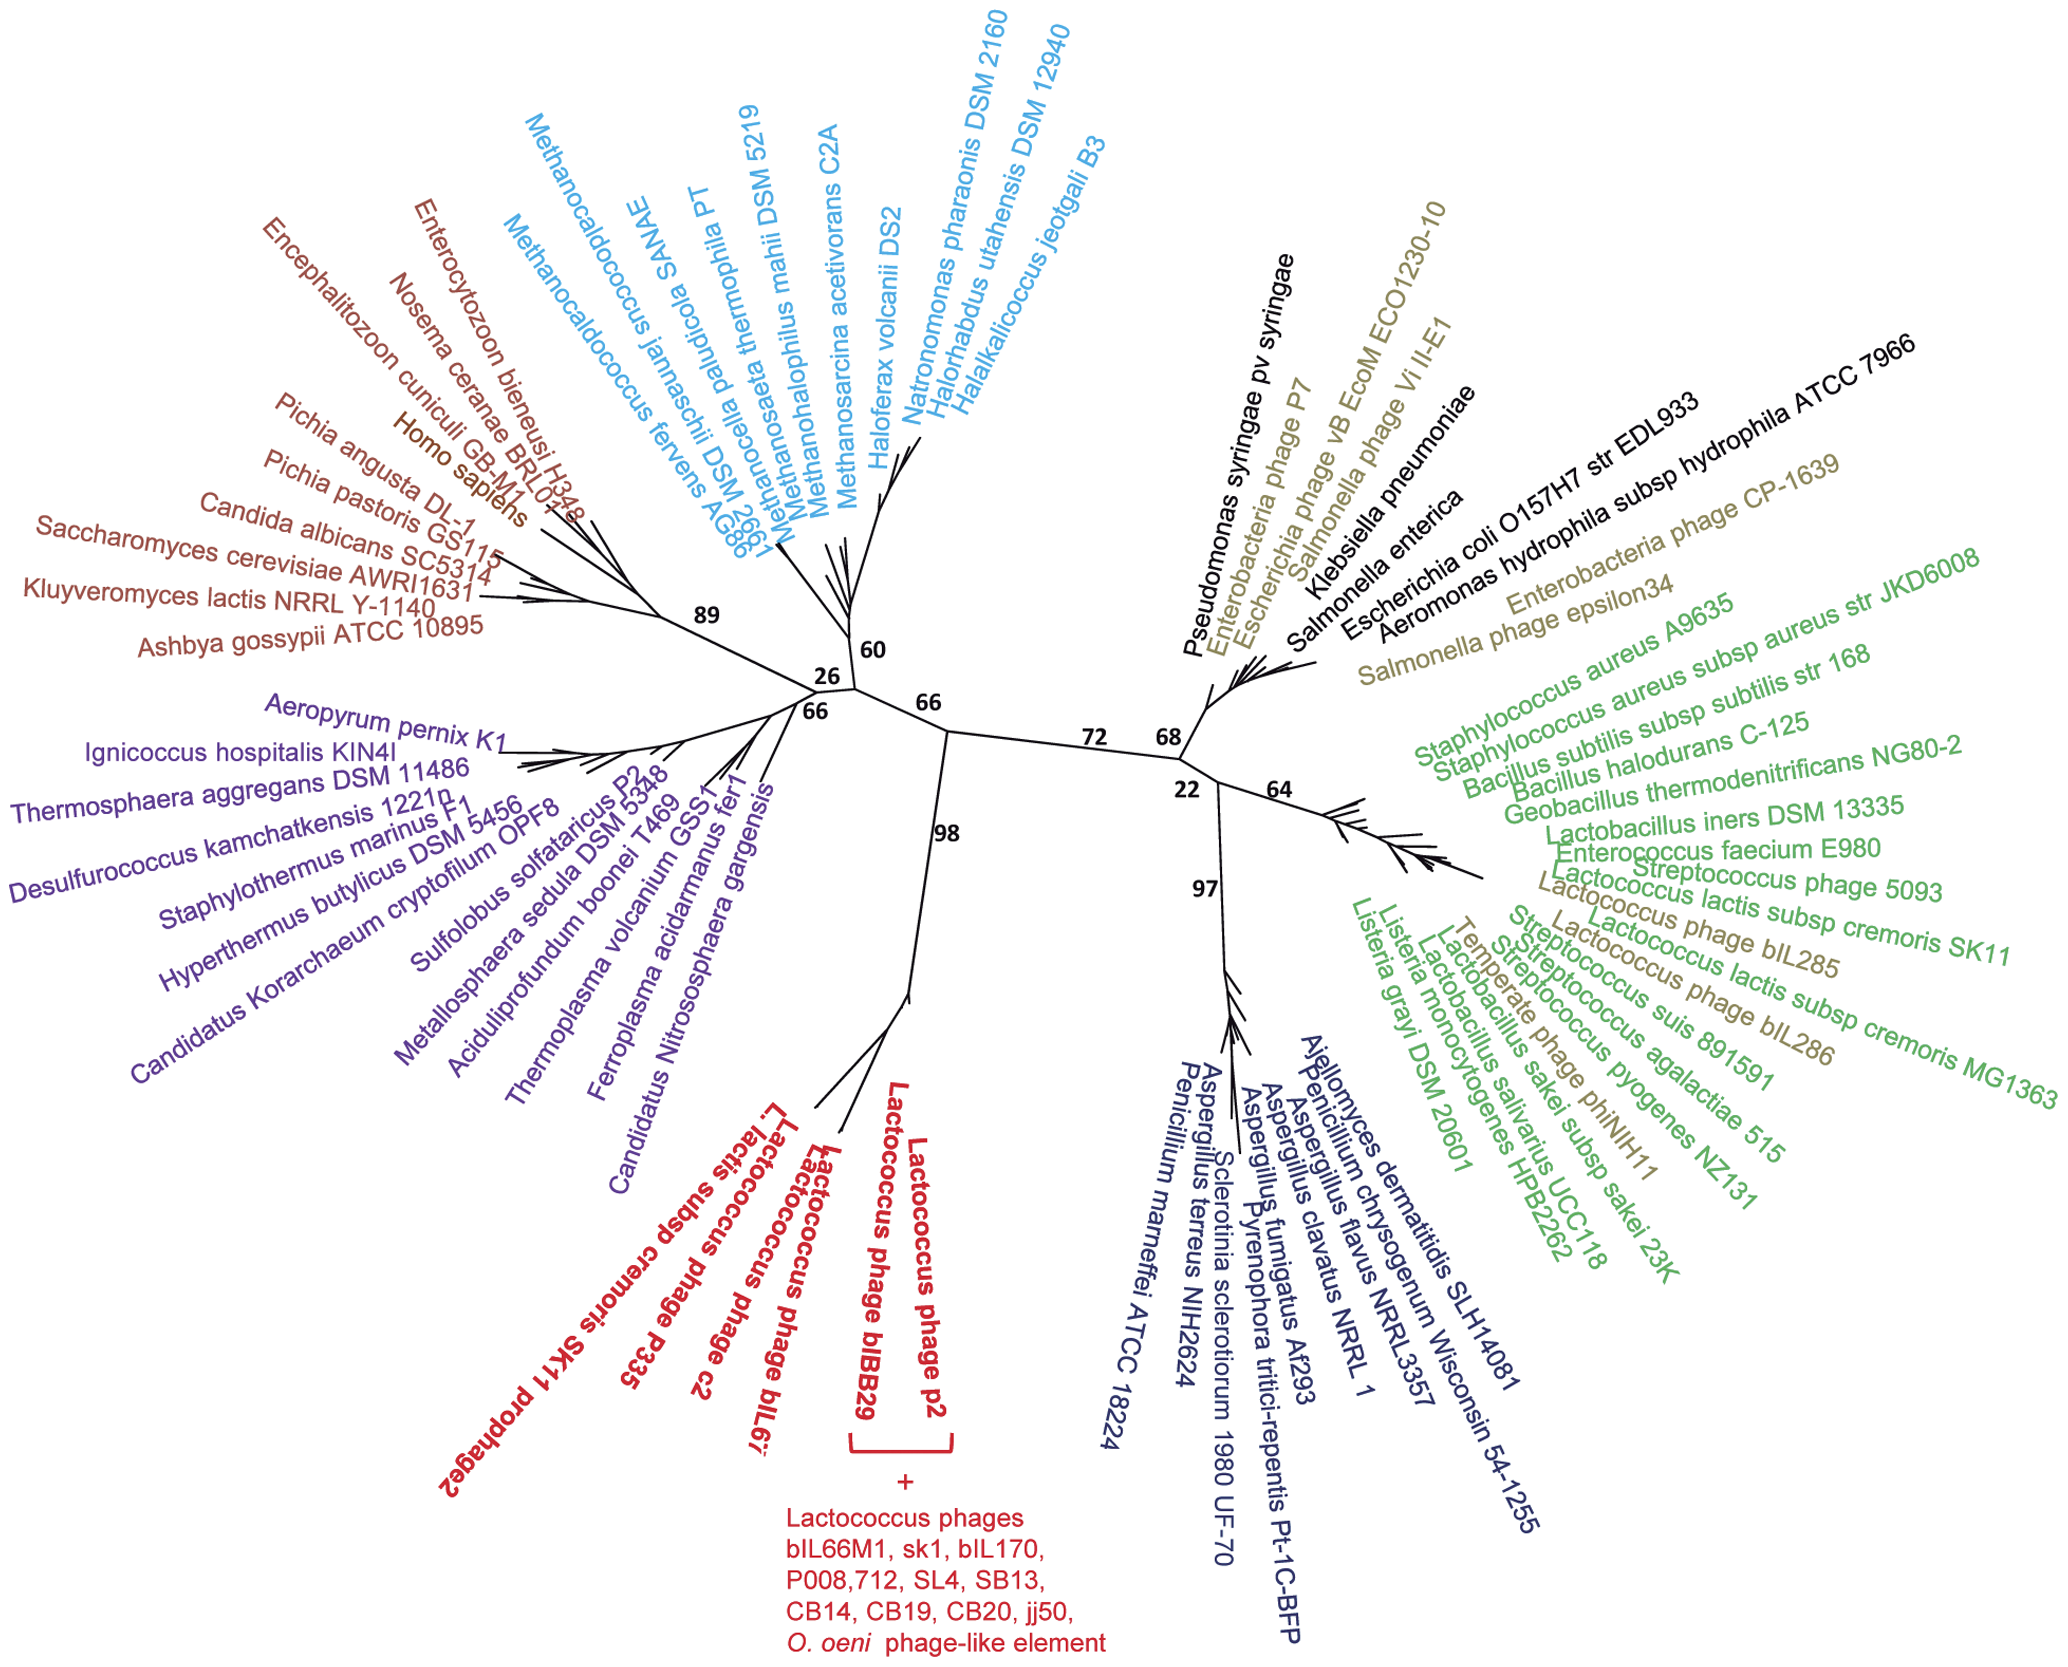 Methanocaldococcus fervens AG86
Methanocaldococcus jannaschii DSM 2661
Methanocella paludicola SANAE
Methanosaeta thermophila PT
Methanohalophilus mahii DSM 5219
Methanosarcina acetivorans C2A
Haloferax volcanii DS2
Natronomonas pharaonis DSM 2160
Halorhabdus utahensis DSM 12940
Halalkalicoccus jeotgali B3
Enterocytozoon bieneusi H348
Nosema ceranae BRL01
Encephalitozoon cuniculi GB-M1
Homo sapiens
Pichia angusta DL-1
Pichia pastoris GS115
Candida albicans SC5314
Saccharomyces cerevisiae AWRI1631
Kluyveromyces lactis NRRL Y-1140
Ashbya gossypii ATCC 10895
Aeropyrum pernix K1
Ignicoccus hospitalis KIN4I
Thermosphaera aggregans DSM 11486
Desulfurococcus kamchatkensis 1221n
Staphylothermus marinus F1
Hyperthermus butylicus DSM 5456
Candidatus Korarchaeum cryptofilum OPF8
Sulfolobus solfataricus P2
Metallosphaera sedula DSM 5348
Aciduliprofundum boonei T469
Thermoplasma volcanium GSS1
Ferroplasma acidarmanus fer1
Candidatus Nitrososphaera gargensis
89
60
26
66
66
72
68
22
64
98
97
Pseudomonas syringae pv syringae
Enterobacteria phage P7
Escherichia phage vB EcoM ECO1230-10
Salmonella phage Vi II-E1
Klebsiella pneumoniae
Salmonella enterica
Escherichia coli O157H7 str EDL933
Aeromonas hydrophila subsp hydrophila ATCC 7966
Enterobacteria phage CP-1639
Salmonella phage epsilon34
Staphylococcus aureus A9635
Staphylococcus aureus subsp aureus str JKD6008
Bacillus subtilis subsp subtilis str 168
Bacillus halodurans C-125
Geobacillus thermodenitrificans NG80-2
Lactobacillus iners DSM 13335
Enterococcus faecium E980
Streptococcus phage 5093
Lactococcus lactis subsp cremoris SK11
Lactococcus phage bIL285
Lactococcus lactis subsp cremoris MG1363
Lactococcus phage bIL286
Streptococcus suis 891591
Streptococcus agalactiae 515
Streptococcus pyogenes NZ131
Temperate phage phiNIH11
Lactobacillus sakei subsp sakei 23K
Lactobacillus salivarius UCC118
Listeria monocytogenes HPB2262
Listeria grayi DSM 20601
Ajellomyces dermatitidis SLH14081
Penicillium chrysogenum Wisconsin 54-1255
Aspergillus flavus NRRL3357
Aspergillus clavatus NRRL 1
Aspergillus fumigatus Af293
Pyrenophora tritici-repentis Pt-1C-BFP
Sclerotinia sclerotiorum 1980 UF-70
Aspergillus terreus NIH2624
Penicillium marneffei ATCC 18224
L. lactis subsp cremoris SK11 prophage2
Lactococcus phage P335
Lactococcus phage c2
Lactococcus phage bIL67
Lactococcus phage bIBB29
Lactococcus phage p2
+
Lactococcus phages
bIL66M1, sk1, bIL170,
P008,712, SL4, SB13,
CB14, CB19, CB20, jj50,
O. oeni phage-like element